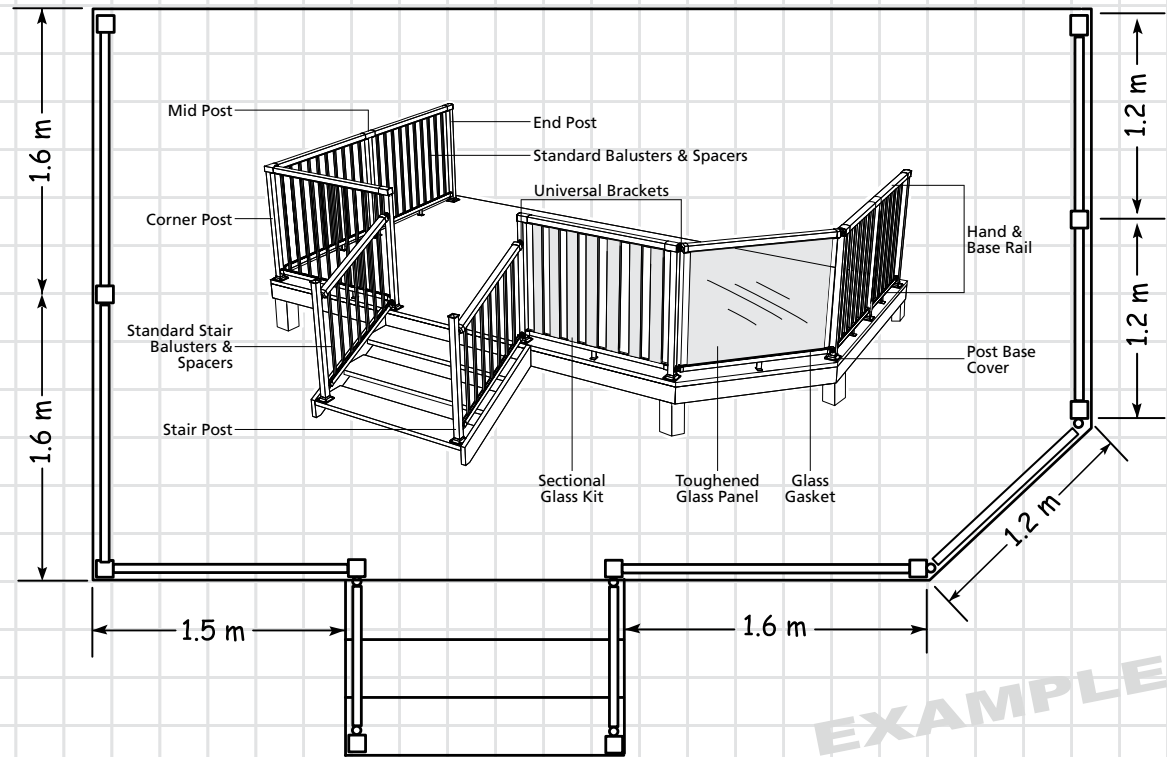 Mid Post
End Post
Standard Balusters & Spacers
Universal Brackets
Corner Post
Hand &
Base Rail
Standard Stair
Balusters &
Spacers
Post Base
Cover
Stair Post
Sectional
Glass Kit
Toughened
Glass Panel
Glass
Gasket
1.6 m
1.6 m
1.2 m
1.2 m
1.2 m
1.5 m
1.6 m
EXAMPLE